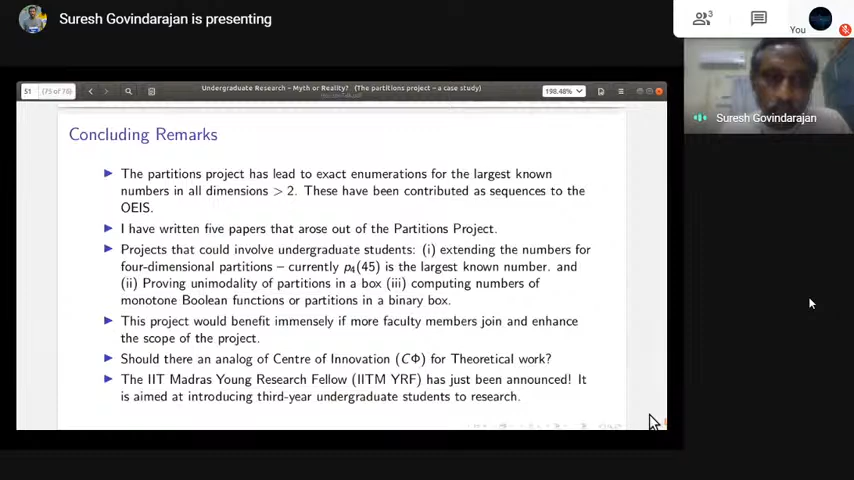 Suresh Govindarajan is presenting
3
You
51 (75 of 78)
Undergraduate Research – Myth or Reality? (The partitions project – a case study)
198.48%
Suresh Govindarajan
Concluding Remarks
The partitions project has lead to exact enumerations for the largest known
numbers in all dimensions > 2. These have been contributed as sequences to the
OEIS.
I have written five papers that arose out of the Partitions Project.
Projects that could involve undergraduate students: (i) extending the numbers for
four-dimensional partitions – currently p₄(45) is the largest known number. and
(ii) Proving unimodality of partitions in a box (iii) computing numbers of
monotone Boolean functions or partitions in a binary box.
This project would benefit immensely if more faculty members join and enhance
the scope of the project.
Should there an analog of Centre of Innovation (CΦ) for Theoretical work?
The IIT Madras Young Research Fellow (IITM YRF) has just been announced! It
is aimed at introducing third-year undergraduate students to research.